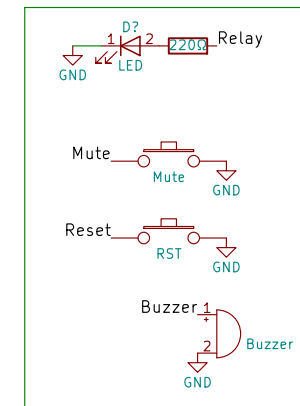 D?
1 2 220Ω Relay
GND LED
Mute
Mute
GND
Reset
RST
GND
Buzzer 1
+
Buzzer
2
GND